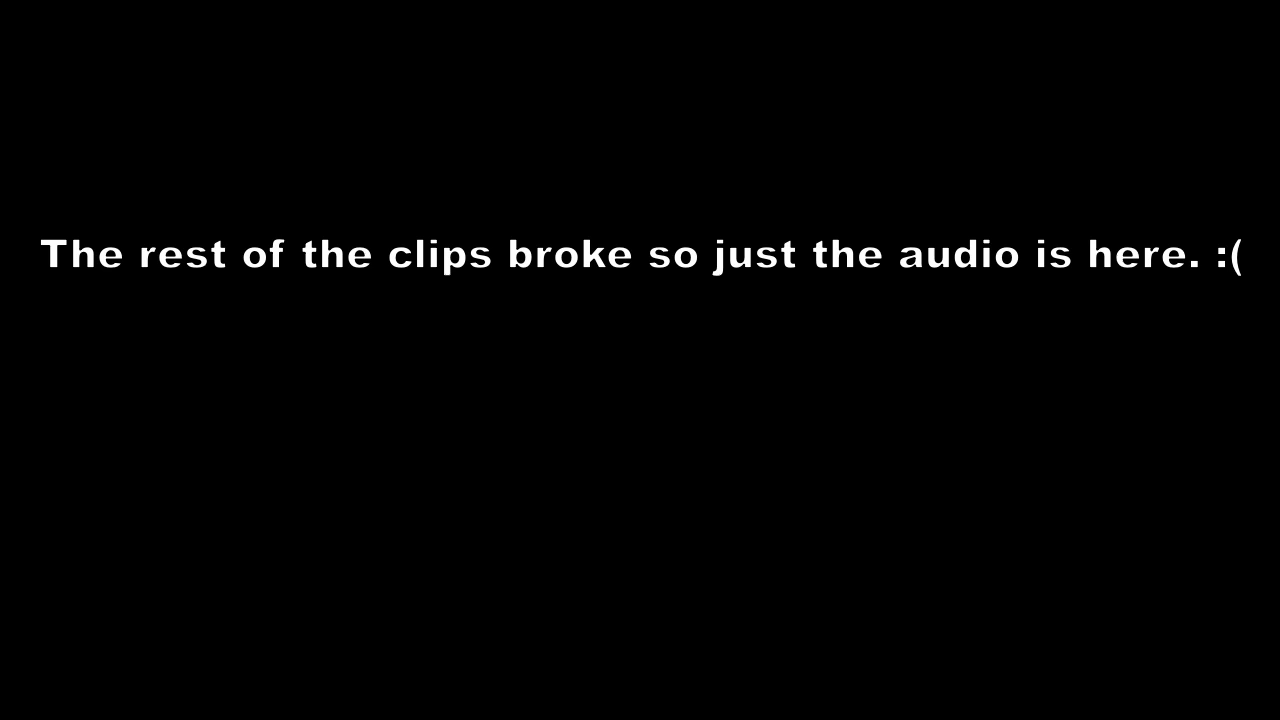 The rest of the clips broke so just the audio is here. :(